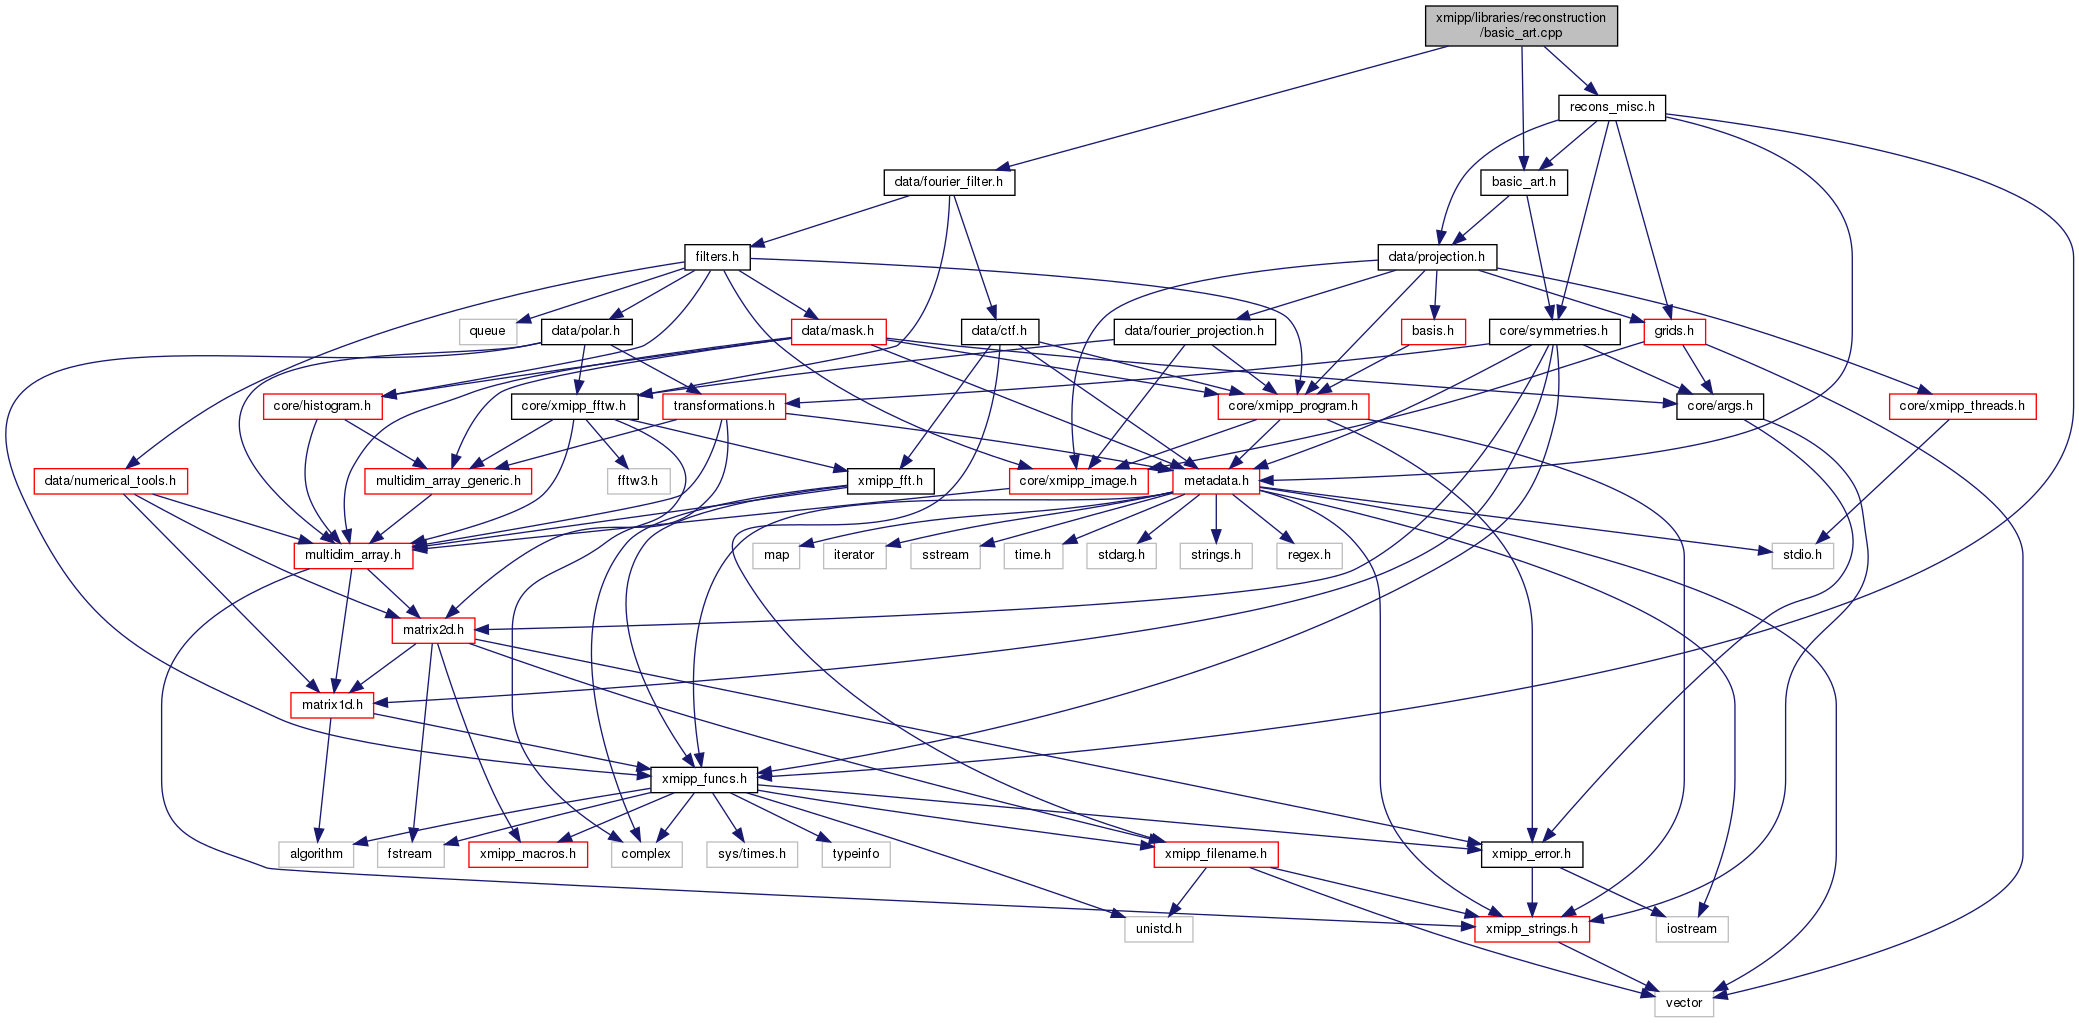 xmipp/libraries/reconstruction
/basic_art.cpp
recons_misc.h
data/fourier_filter.h
basic_art.h
filters.h
data/projection.h
queue
data/polar.h
data/mask.h
data/ctf.h
data/fourier_projection.h
basis.h
core/symmetries.h
grids.h
core/histogram.h
core/xmipp_fftw.h
transformations.h
core/xmipp_program.h
core/args.h
core/xmipp_threads.h
data/numerical_tools.h
multidim_array_generic.h
fftw3.h
xmipp_fft.h
core/xmipp_image.h
metadata.h
multidim_array.h
map
iterator
sstream
time.h
stdarg.h
strings.h
regex.h
stdio.h
matrix2d.h
matrix1d.h
xmipp_funcs.h
algorithm
fstream
xmipp_macros.h
complex
sys/times.h
typeinfo
xmipp_filename.h
xmipp_error.h
unistd.h
xmipp_strings.h
iostream
vector